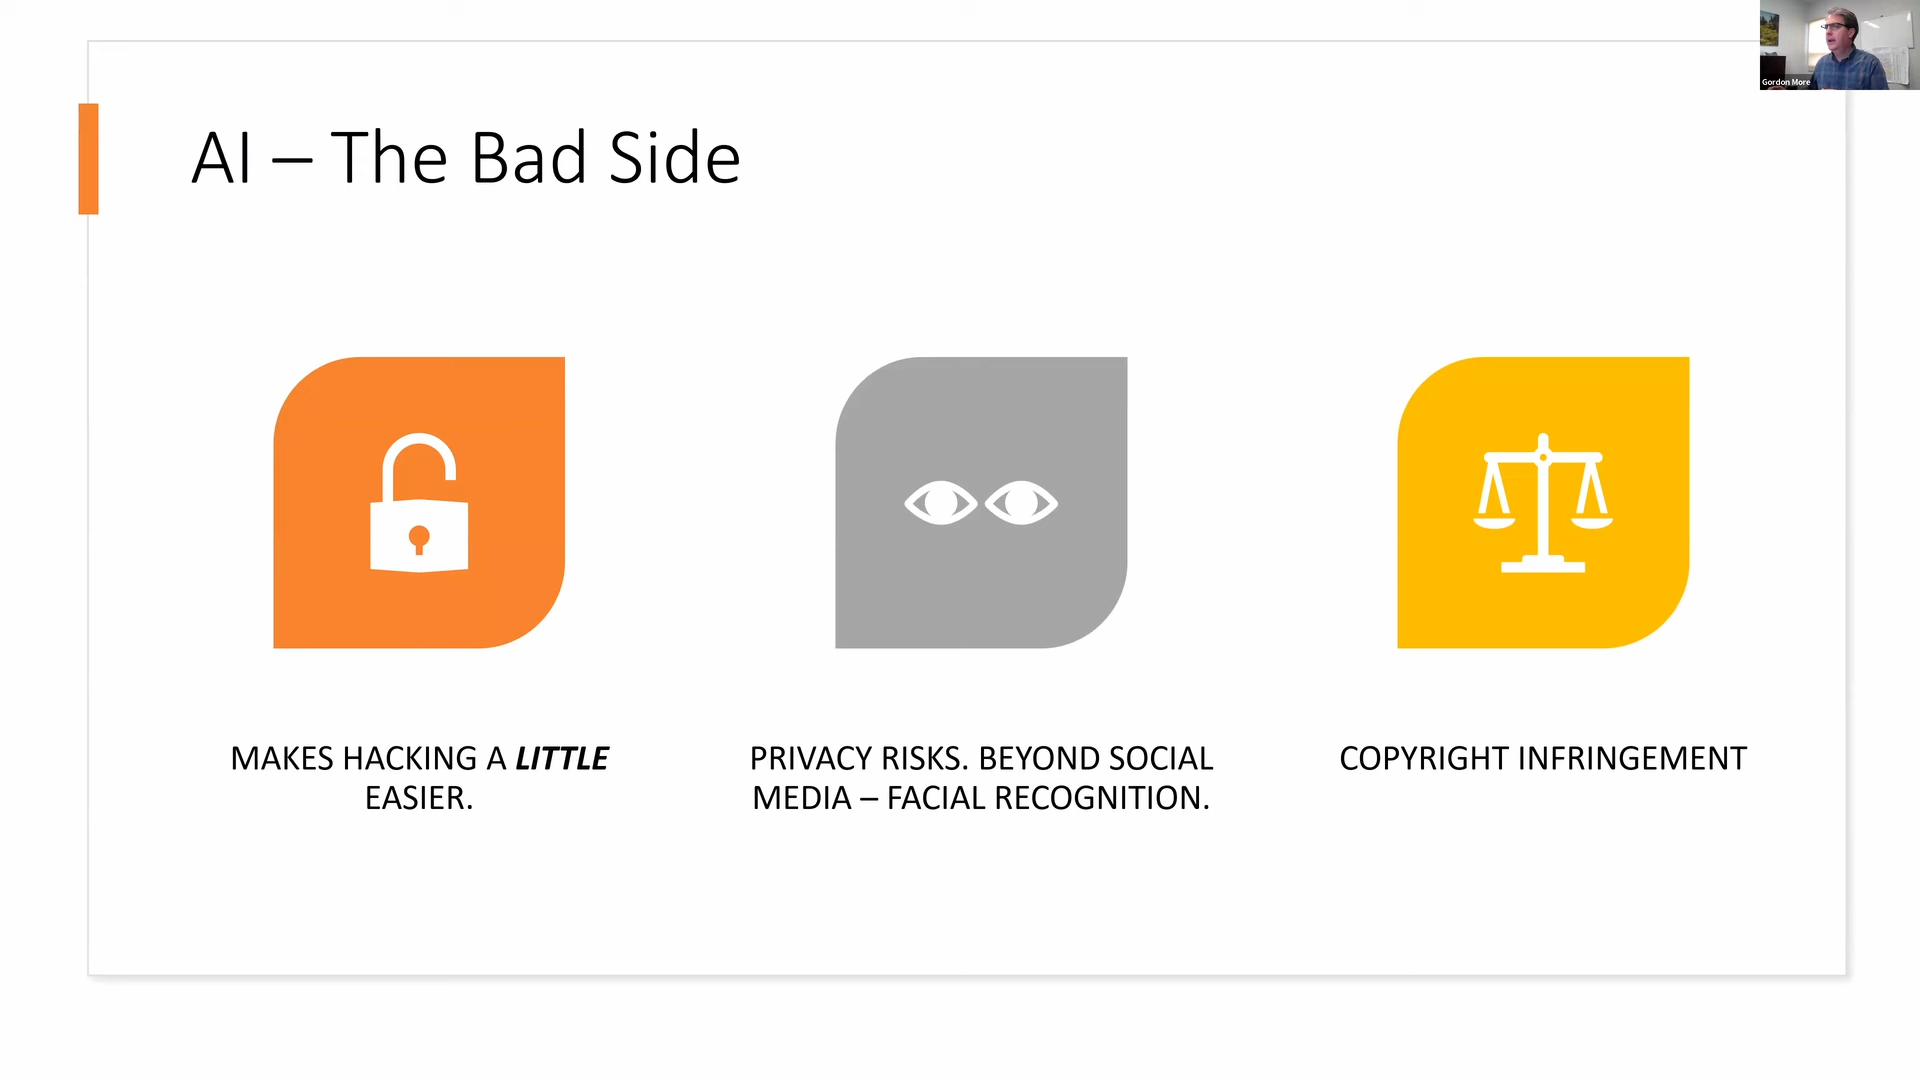 Gordon More
AI – The Bad Side
MAKES HACKING A LITTLE
EASIER.
PRIVACY RISKS. BEYOND SOCIAL
MEDIA – FACIAL RECOGNITION.
COPYRIGHT INFRINGEMENT